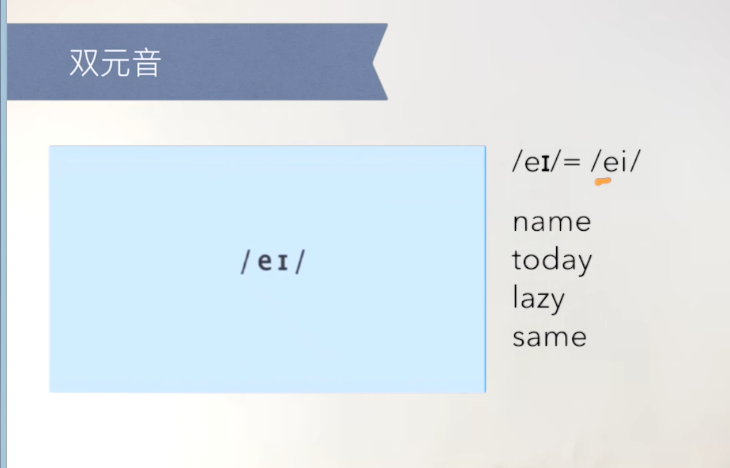 双元音
/eɪ/
/eɪ/= /ei/
name
today
lazy
same